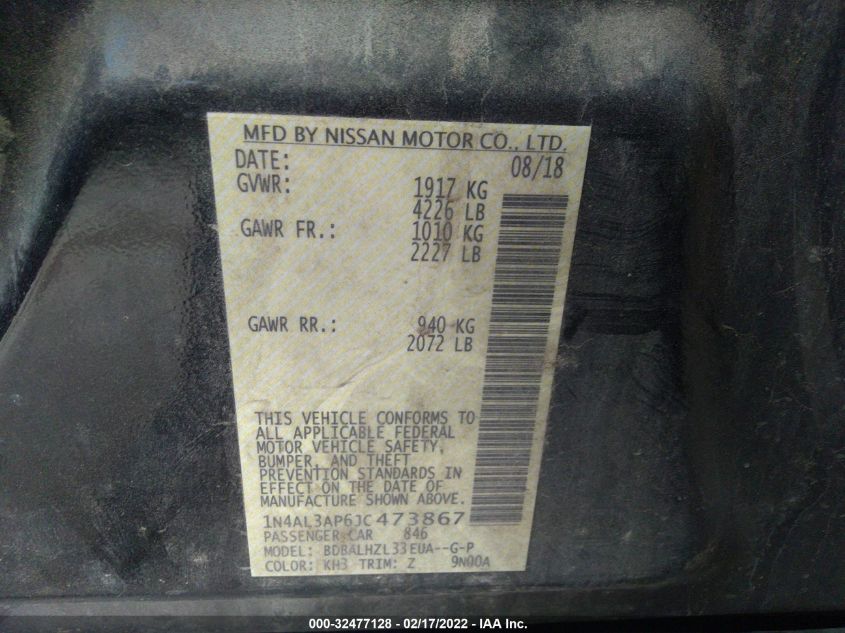 MFD BY NISSAN MOTOR CO., LTD.
DATE: 08/18
GVWR: 1917 KG
4226 LB
GAWR FR.: 1010 KG
2227 LB
GAWR RR.: 940 KG
2072 LB
THIS VEHICLE CONFORMS TO
ALL APPLICABLE FEDERAL
MOTOR VEHICLE SAFETY,
BUMPER, AND THEFT
PREVENTION STANDARDS IN
EFFECT ON THE DATE OF
MANUFACTURE SHOWN ABOVE.
1N4AL3AP6JC473867
PASSENGER CAR 846
MODEL: BDBALHZL33EUA--G-P
COLOR: KH3 TRIM: Z 9N00A
000-32477128 - 02/17/2022 - IAA Inc.